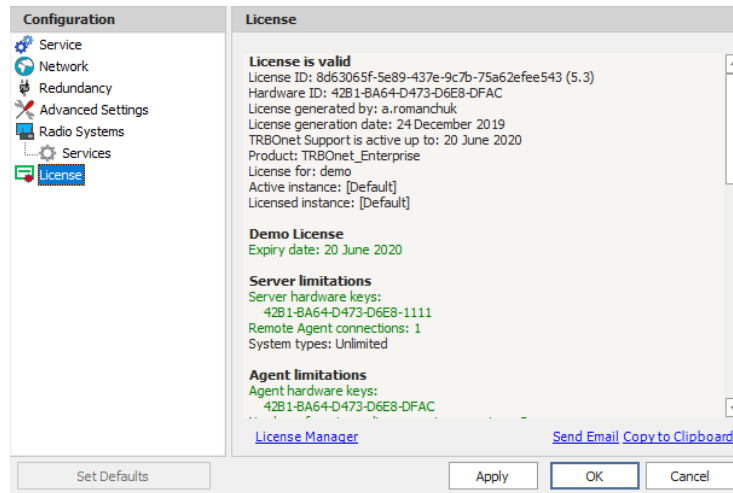 Configuration
Service
Network
Redundancy
Advanced Settings
Radio Systems
Services
License
License
License is valid
License ID: 8d63065f-5e89-437e-9c7b-75a62efee543 (5.3)
Hardware ID: 42B1-BA64-D473-D6E8-DFAC
License generated by: a.romanchuk
License generation date: 24 December 2019
TRBOnet Support is active up to: 20 June 2020
Product: TRBOnet_Enterprise
License for: demo
Active instance: [Default]
Licensed instance: [Default]
Demo License
Expiry date: 20 June 2020
Server limitations
Server hardware keys:
42B1-BA64-D473-D6E8-1111
Remote Agent connections: 1
System types: Unlimited
Agent limitations
Agent hardware keys:
42B1-BA64-D473-D6E8-DFAC
License Manager
Send Email Copy to Clipboard
Set Defaults
Apply
OK
Cancel